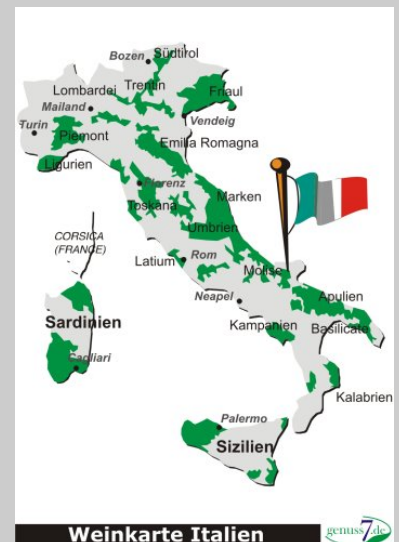 Bozen
Südtirol
Lombardei
Trentin
Friaul
Mailand
Vendeig
Turin
Piemont
Emilia Romagna
Ligurien
Florenz
Toskana
Marken
Umbrien
CORSICA
(FRANCE)
Latium
Rom
Molise
Neapel
Apulien
Sardinien
Kampanien
Basilicate
Cagliari
Kalabrien
Palermo
Sizilien
Weinkarte Italien
genuss7.de